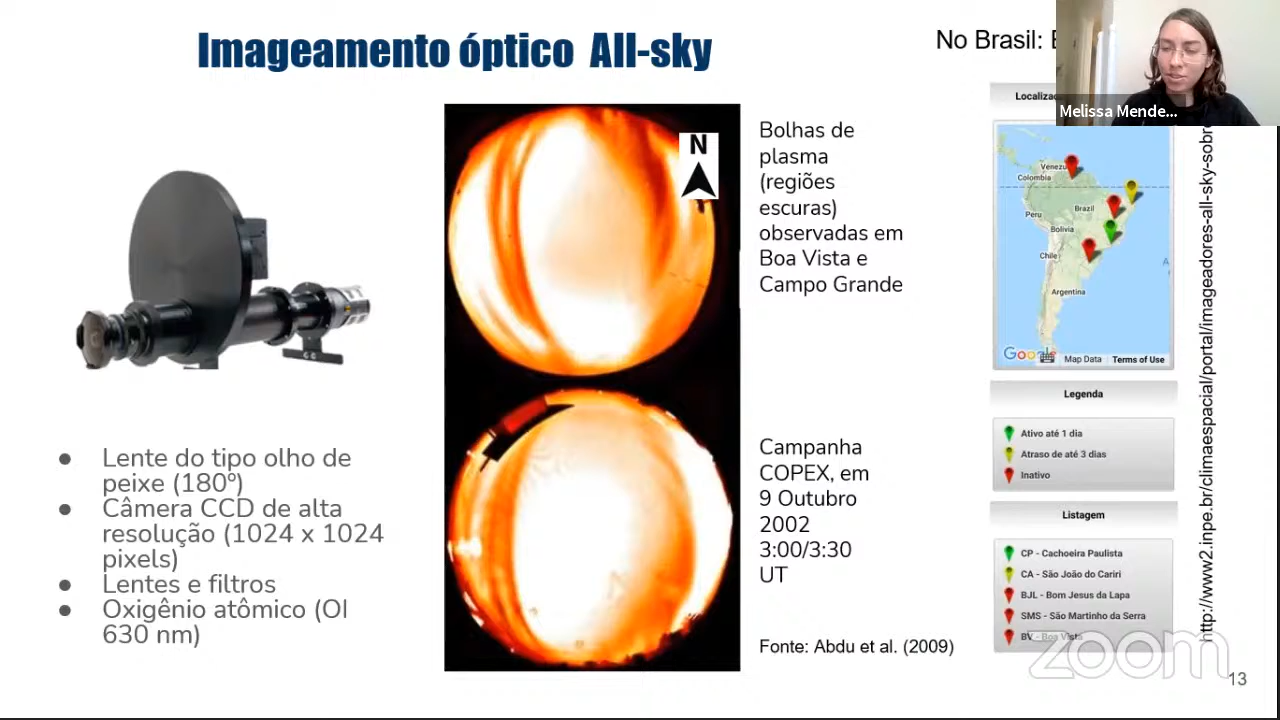 Imageamento óptico All-sky
No Brasil:
Melissa Mende...
N
Bolhas de
plasma
(regiões
escuras)
observadas em
Boa Vista e
Campo Grande
Campanha
COPEX, em
9 Outubro
2002
3:00/3:30
UT
Fonte: Abdu et al. (2009)
Lente do tipo olho de
peixe (180º)
Câmera CCD de alta
resolução (1024 x 1024
pixels)
Lentes e filtros
Oxigênio atômico (OI
630 nm)
Colombia
Brazil
Peru
Bolivia
Chile
Argentina
Google
Map Data
Terms of Use
Legenda
Ativo até 1 dia
Atraso de até 3 dias
Inativo
Listagem
CP - Cachoeira Paulista
CA - São João do Cariri
BJL - Bom Jesus da Lapa
SMS - São Martinho da Serra
BV - Boa Vista
http://www2.inpe.br/climaespacial/portal/imageadores-all-sky-sobre
zoom
13